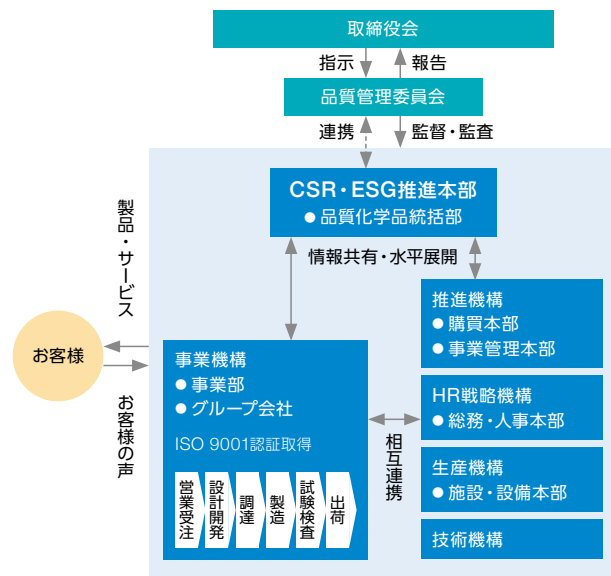 取締役会
指示
報告
品質管理委員会
連携
監督・監査
CSR・ESG推進本部
● 品質化学品統括部
情報共有・水平展開
製品・サービス
お客様
お客様の声
事業機構
● 事業部
● グループ会社
ISO 9001認証取得
営業受注
設計開発
調達
製造
試験検査
出荷
相互連携
推進機構
● 購買本部
● 事業管理本部
HR戦略機構
● 総務・人事本部
生産機構
● 施設・設備本部
技術機構